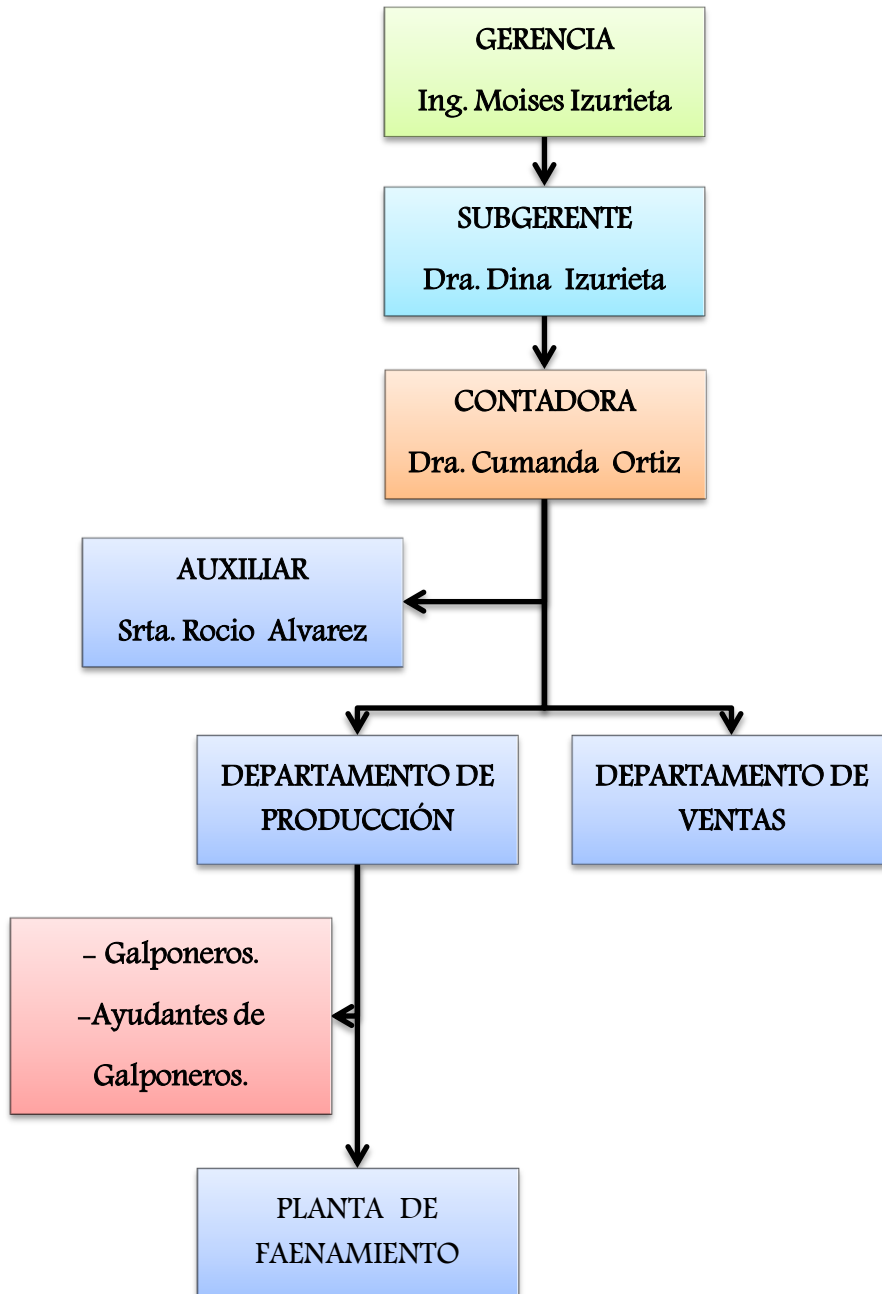 GERENCIA
Ing. Moises Izurieta
SUBGERENTE
Dra. Dina Izurieta
CONTADORA
Dra. Cumanda Ortiz
AUXILIAR
Srta. Rocio Alvarez
DEPARTAMENTO DE
PRODUCCIÓN
DEPARTAMENTO DE
VENTAS
- Galponeros.
-Ayudantes de
Galponeros.
PLANTA DE
FAENAMIENTO